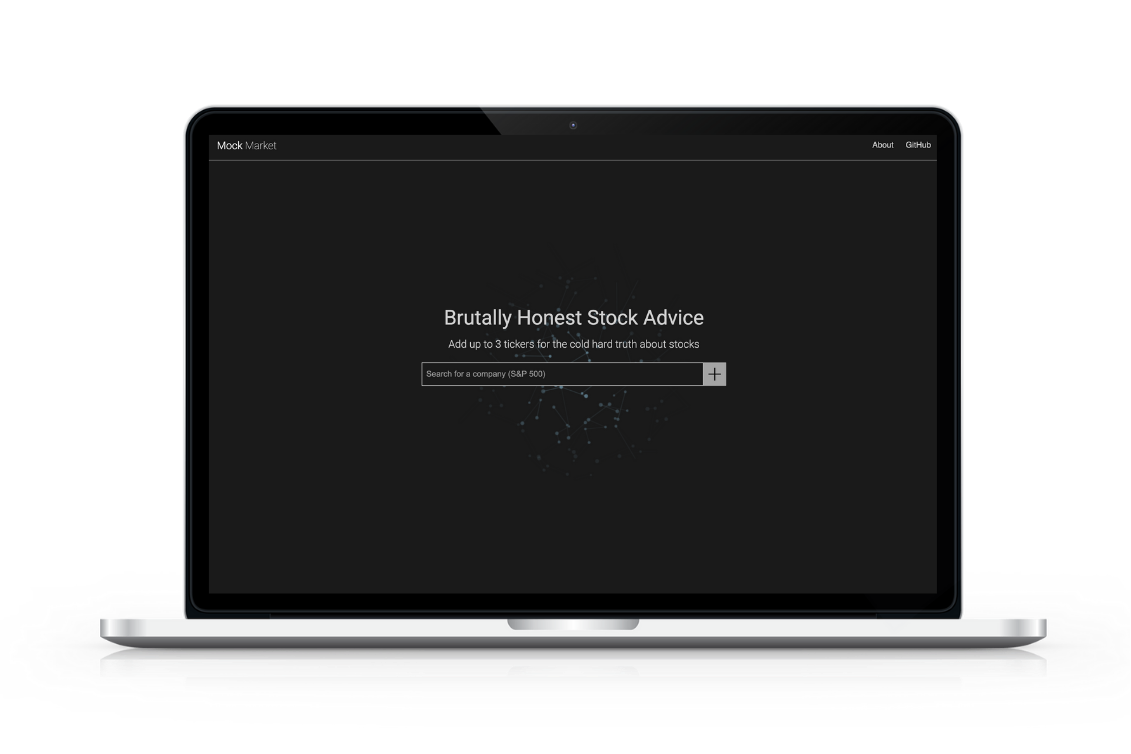 Mock Market
About
GitHub
Brutally Honest Stock Advice
Add up to 3 tickers for the cold hard truth about stocks
Search for a company (S&P 500)
+